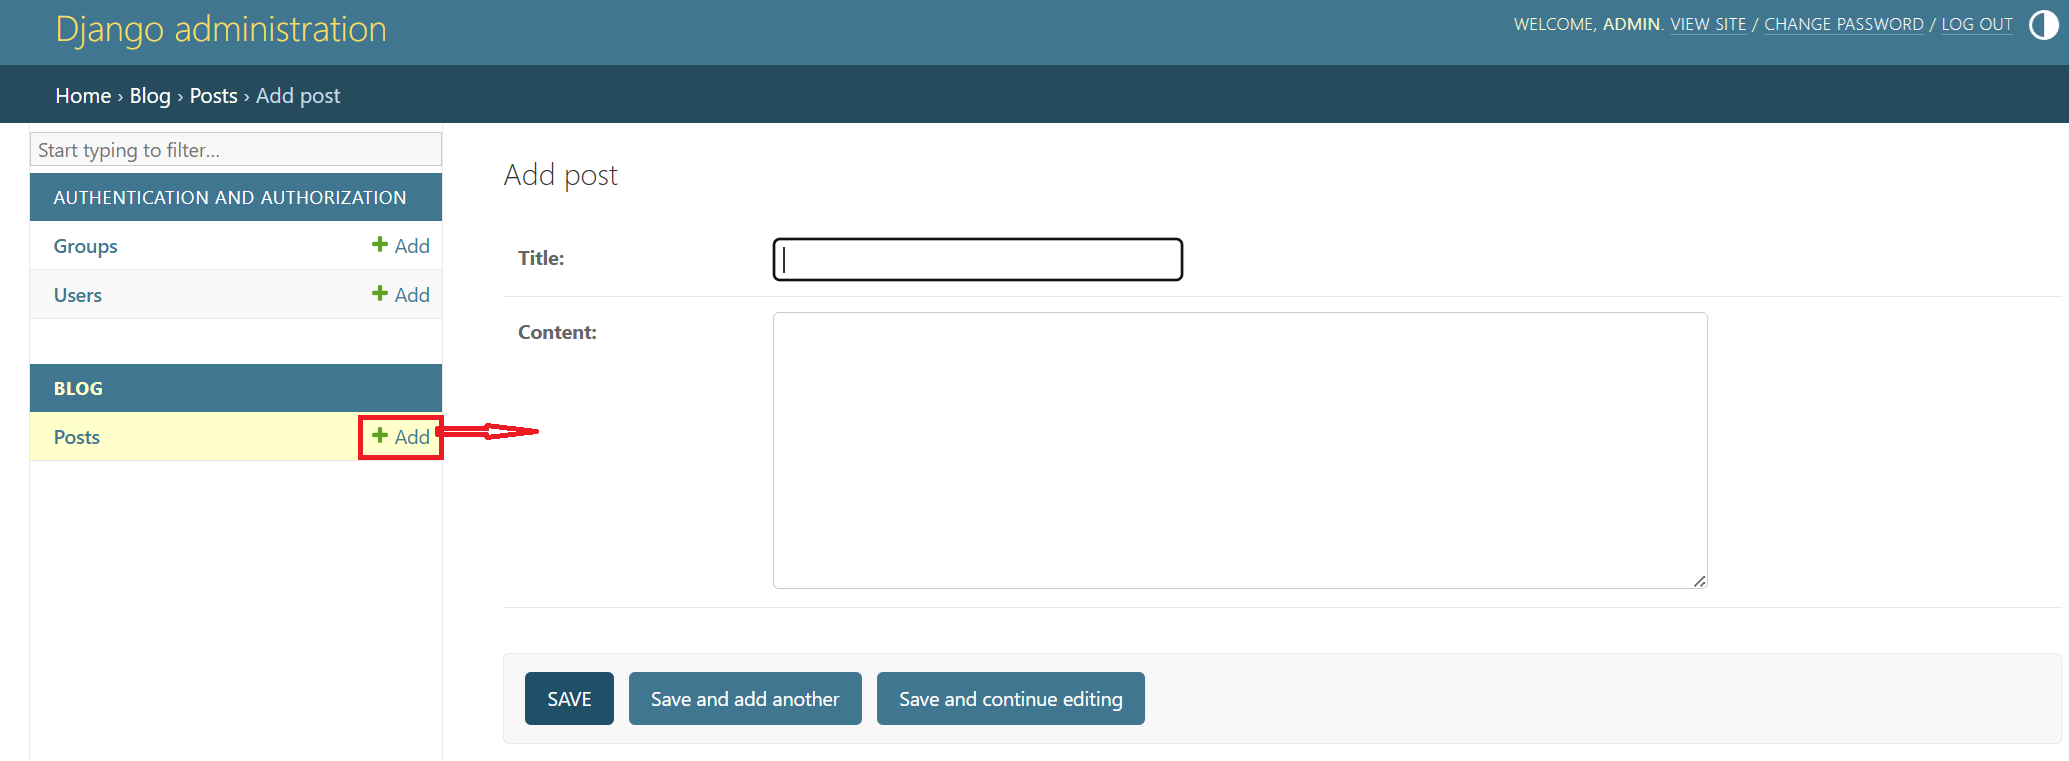 Django administration
WELCOME, ADMIN. VIEW SITE / CHANGE PASSWORD / LOG OUT
Home › Blog › Posts › Add post
Start typing to filter...
AUTHENTICATION AND AUTHORIZATION
Groups + Add
Users + Add
BLOG
Posts + Add
Add post
Title:
Content:
SAVE Save and add another Save and continue editing